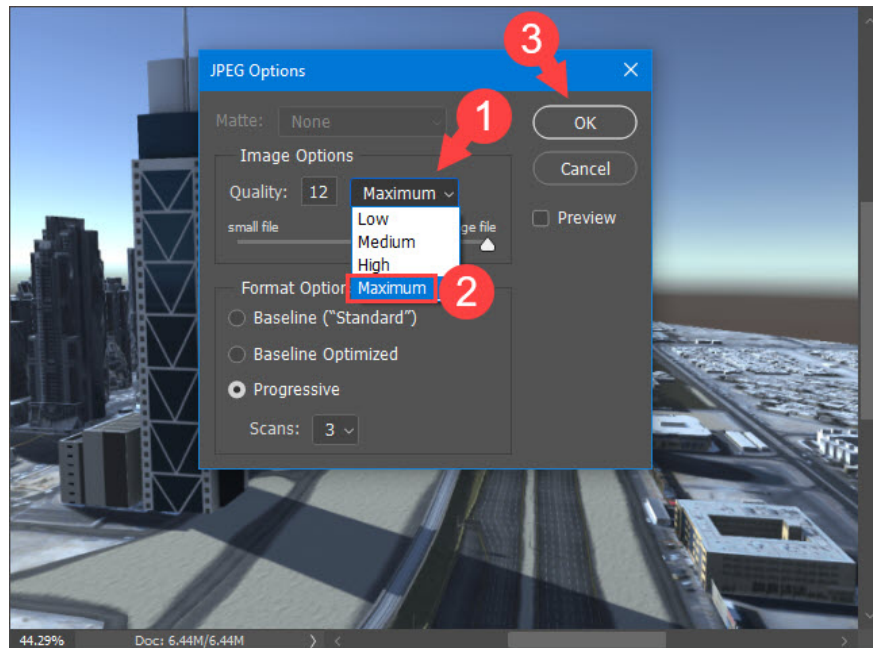 3
JPEG Options
Matte: None
1
OK
Image Options
Cancel
Quality: 12 Maximum
Low
small file ge file
Preview
Medium
High
Maximum
2
Format Option
Baseline ("Standard")
Baseline Optimized
Progressive
Scans: 3
44.29% Doc: 6.44M/6.44M